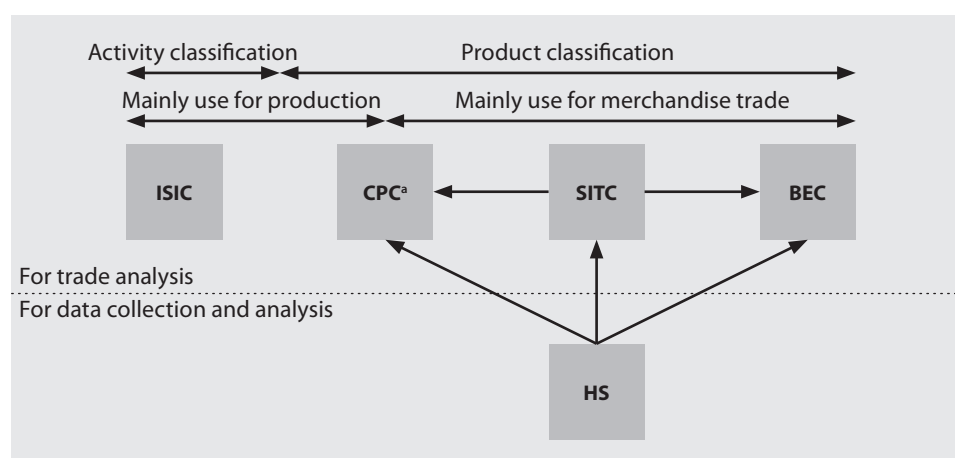 Activity classification
Product classification
Mainly use for production
Mainly use for merchandise trade
ISIC
CPCᵃ
SITC
BEC
For trade analysis
For data collection and analysis
HS